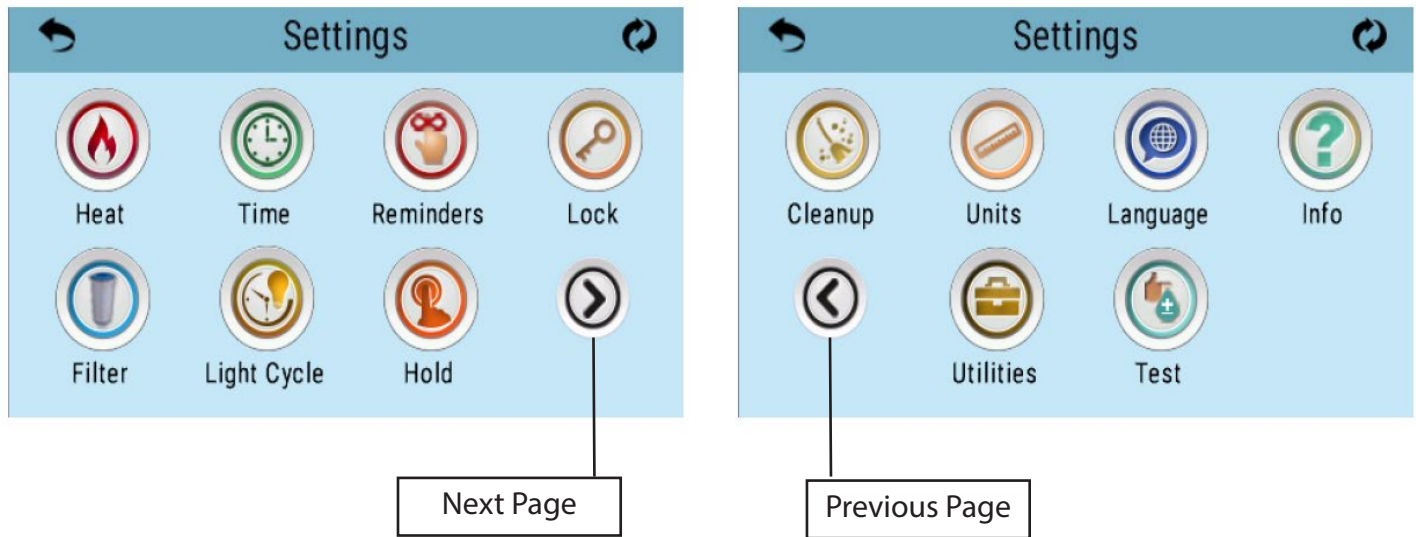 Settings
Heat Time Reminders Lock
Filter Light Cycle Hold
Next Page
Settings
Cleanup Units Language Info
Utilities Test
Previous Page